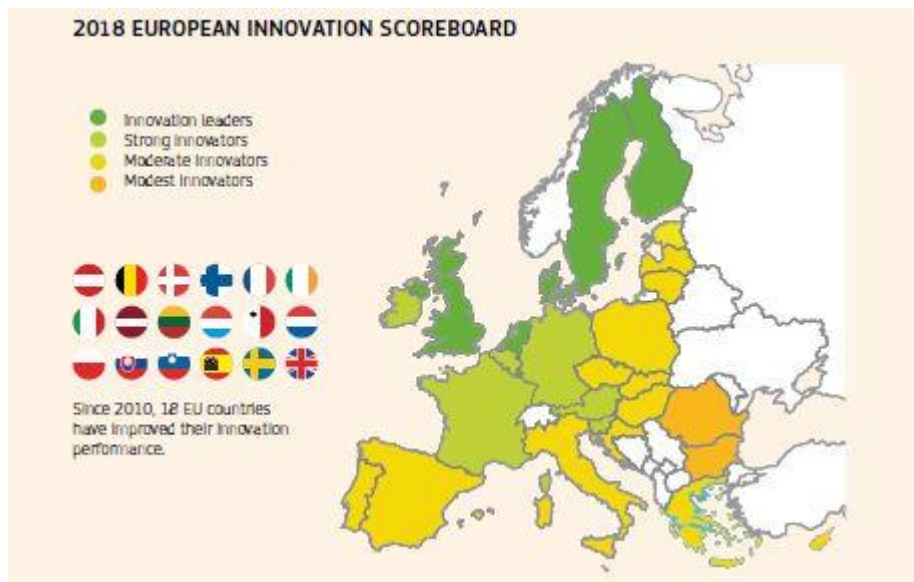 2018 EUROPEAN INNOVATION SCOREBOARD
Innovation leaders
Strong Innovators
Moderate Innovators
Modest Innovators
Since 2010, 18 EU countries
have improved their innovation
performance.